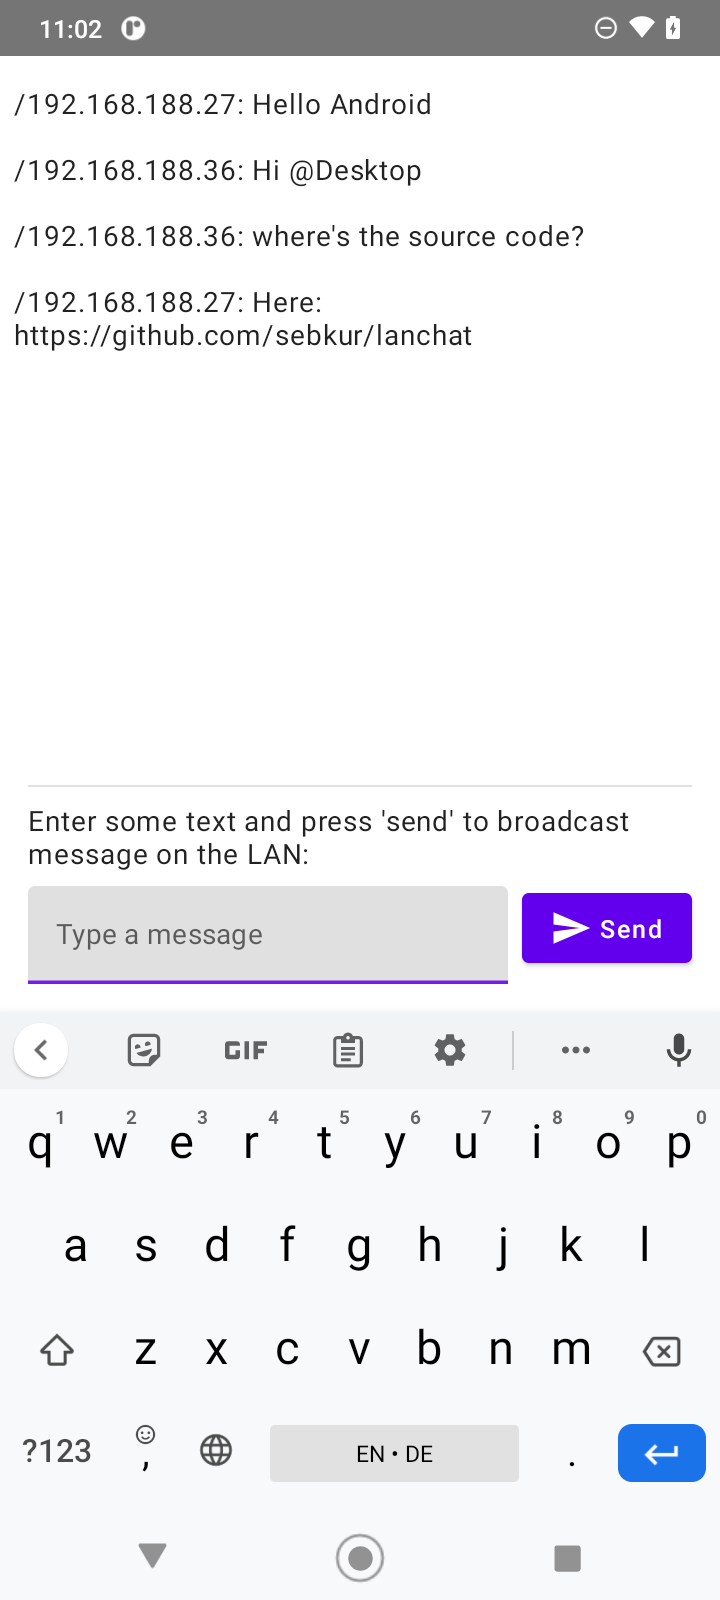 11:02
/192.168.188.27: Hello Android
/192.168.188.36: Hi @Desktop
/192.168.188.36: where's the source code?
/192.168.188.27: Here:
https://github.com/sebkur/lanchat
Enter some text and press 'send' to broadcast
message on the LAN:
Type a message
Send
GIF
1 2 3 4 5 6 7 8 9 0
q w e r t y u i o p
a s d f g h j k l
z x c v b n m
?123 , EN • DE .